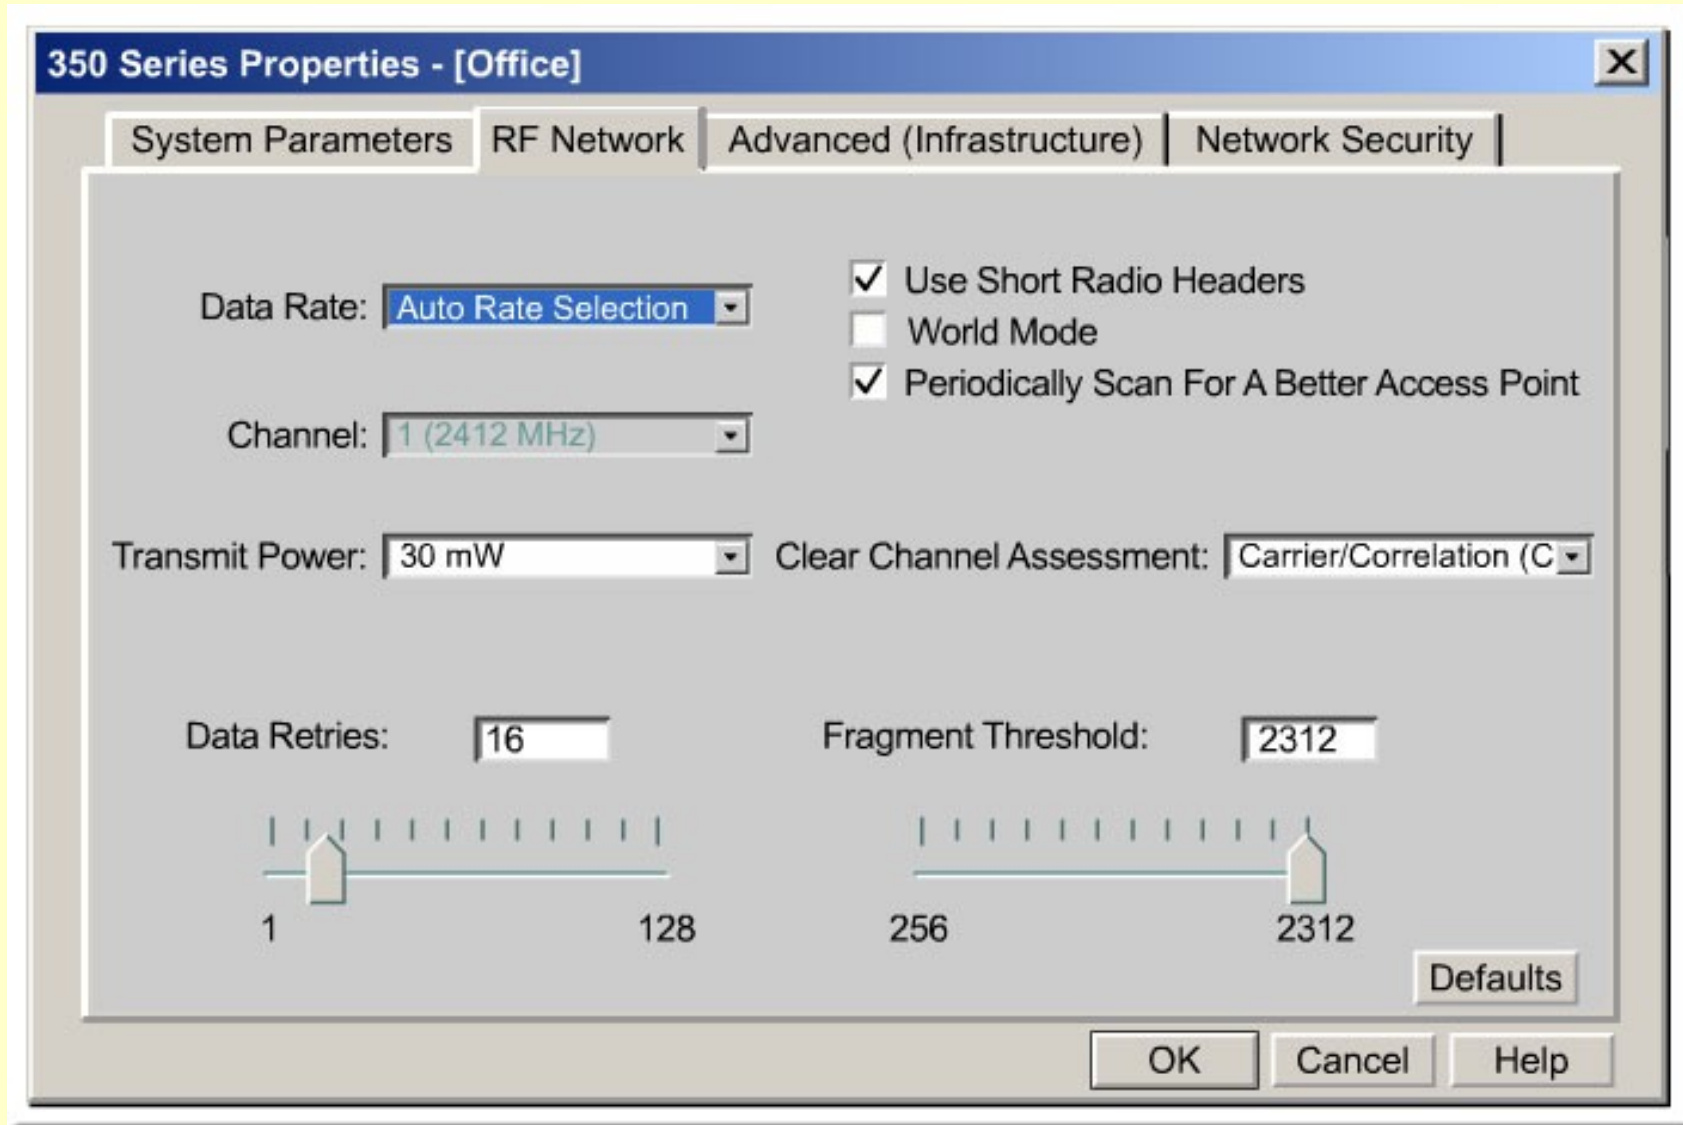 350 Series Properties - [Office]
System Parameters RF Network Advanced (Infrastructure) Network Security
Data Rate: Auto Rate Selection
Use Short Radio Headers
World Mode
Periodically Scan For A Better Access Point
Channel: 1 (2412 MHz)
Transmit Power: 30 mW Clear Channel Assessment: Carrier/Correlation (C
Data Retries: 16 Fragment Threshold: 2312
1 128 256 2312
Defaults
OK Cancel Help